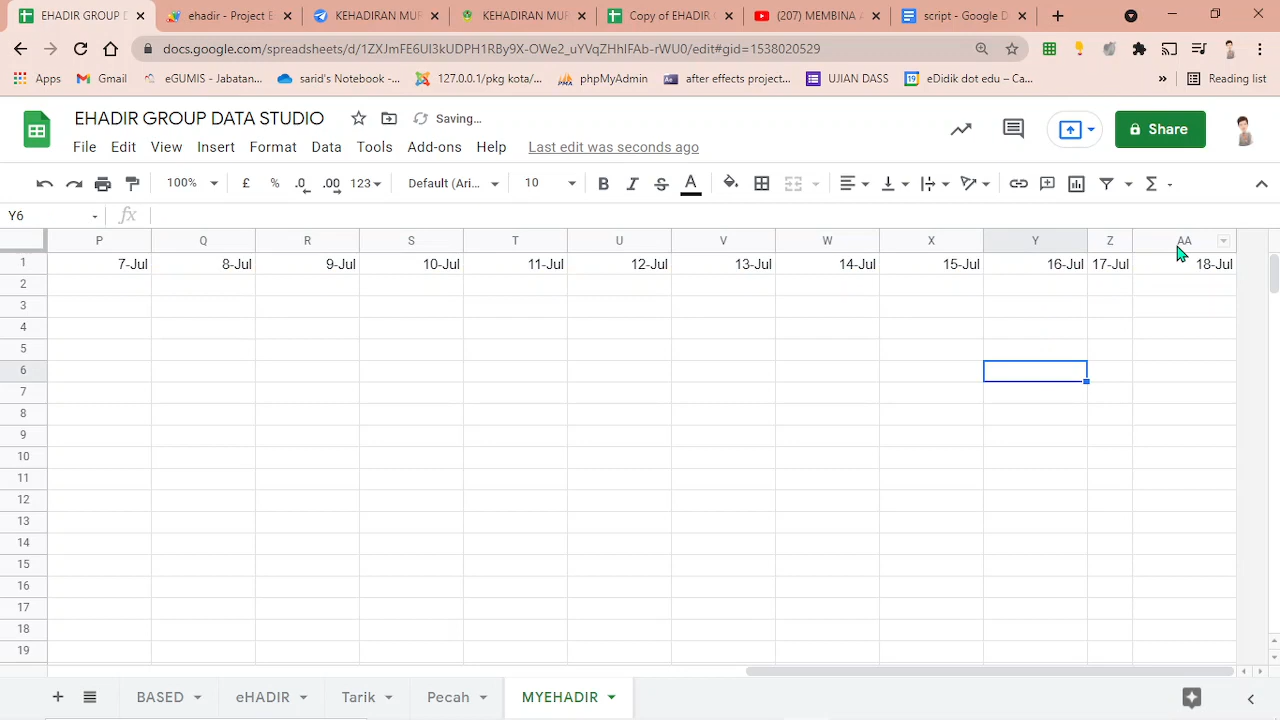 EHADIR GROUP D
ehadir - Project E
KEHADIRAN MUR
KEHADIRAN MUR
Copy of EHADIR
(207) MEMBINA A
script - Google D
docs.google.com/spreadsheets/d/1ZXJmFE6UI3kUDPH1RBy9X-OWe2_uYVqZHhIFAb-rWU0/edit#gid=1538020529
Apps
Gmail
eGUMIS - Jabatan...
sarid's Notebook -...
127.0.0.1/pkg kota/...
phpMyAdmin
after effects project...
UJIAN DASS
19
eDidik dot edu – Ca...
»
Reading list
EHADIR GROUP DATA STUDIO
Saving...
Share
File Edit View Insert Format Data Tools Add-ons Help Last edit was seconds ago
100% £ % .0 .00 123 Default (Ari... 10 B I S A Σ
Y6 fx
P Q R S T U V W X Y Z AA
1 7-Jul 8-Jul 9-Jul 10-Jul 11-Jul 12-Jul 13-Jul 14-Jul 15-Jul 16-Jul 17-Jul 18-Jul
2
3
4
5
6
7
8
9
10
11
12
13
14
15
16
17
18
19
+ BASED eHADIR Tarik Pecah MYEHADIR